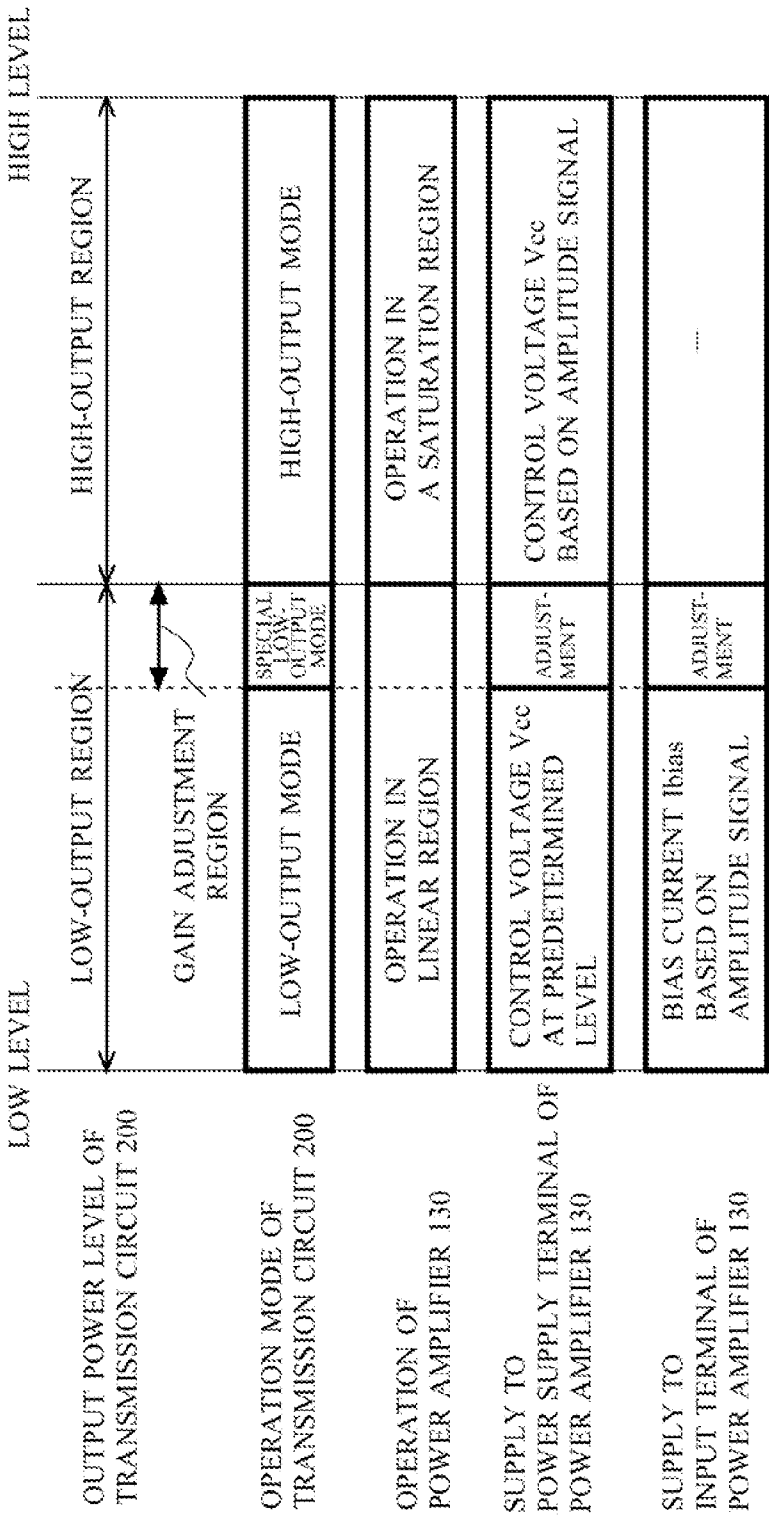 LOW LEVEL
HIGH LEVEL
OUTPUT POWER LEVEL OF
TRANSMISSION CIRCUIT 200
LOW-OUTPUT REGION
HIGH-OUTPUT REGION
GAIN ADJUSTMENT
REGION
OPERATION MODE OF
TRANSMISSION CIRCUIT 200
LOW-OUTPUT MODE
SPECIAL
LOW-
OUTPUT
MODE
HIGH-OUTPUT MODE
OPERATION OF
POWER AMPLIFIER 130
OPERATION IN
LINEAR REGION
OPERATION IN
A SATURATION REGION
SUPPLY TO
POWER SUPPLY TERMINAL OF
POWER AMPLIFIER 130
CONTROL VOLTAGE Vcc
AT PREDETERMINED
LEVEL
ADJUST-
MENT
CONTROL VOLTAGE Vcc
BASED ON AMPLITUDE SIGNAL
SUPPLY TO
INPUT TERMINAL OF
POWER AMPLIFIER 130
BIAS CURRENT Ibias
BASED ON
AMPLITUDE SIGNAL
ADJUST-
MENT
---